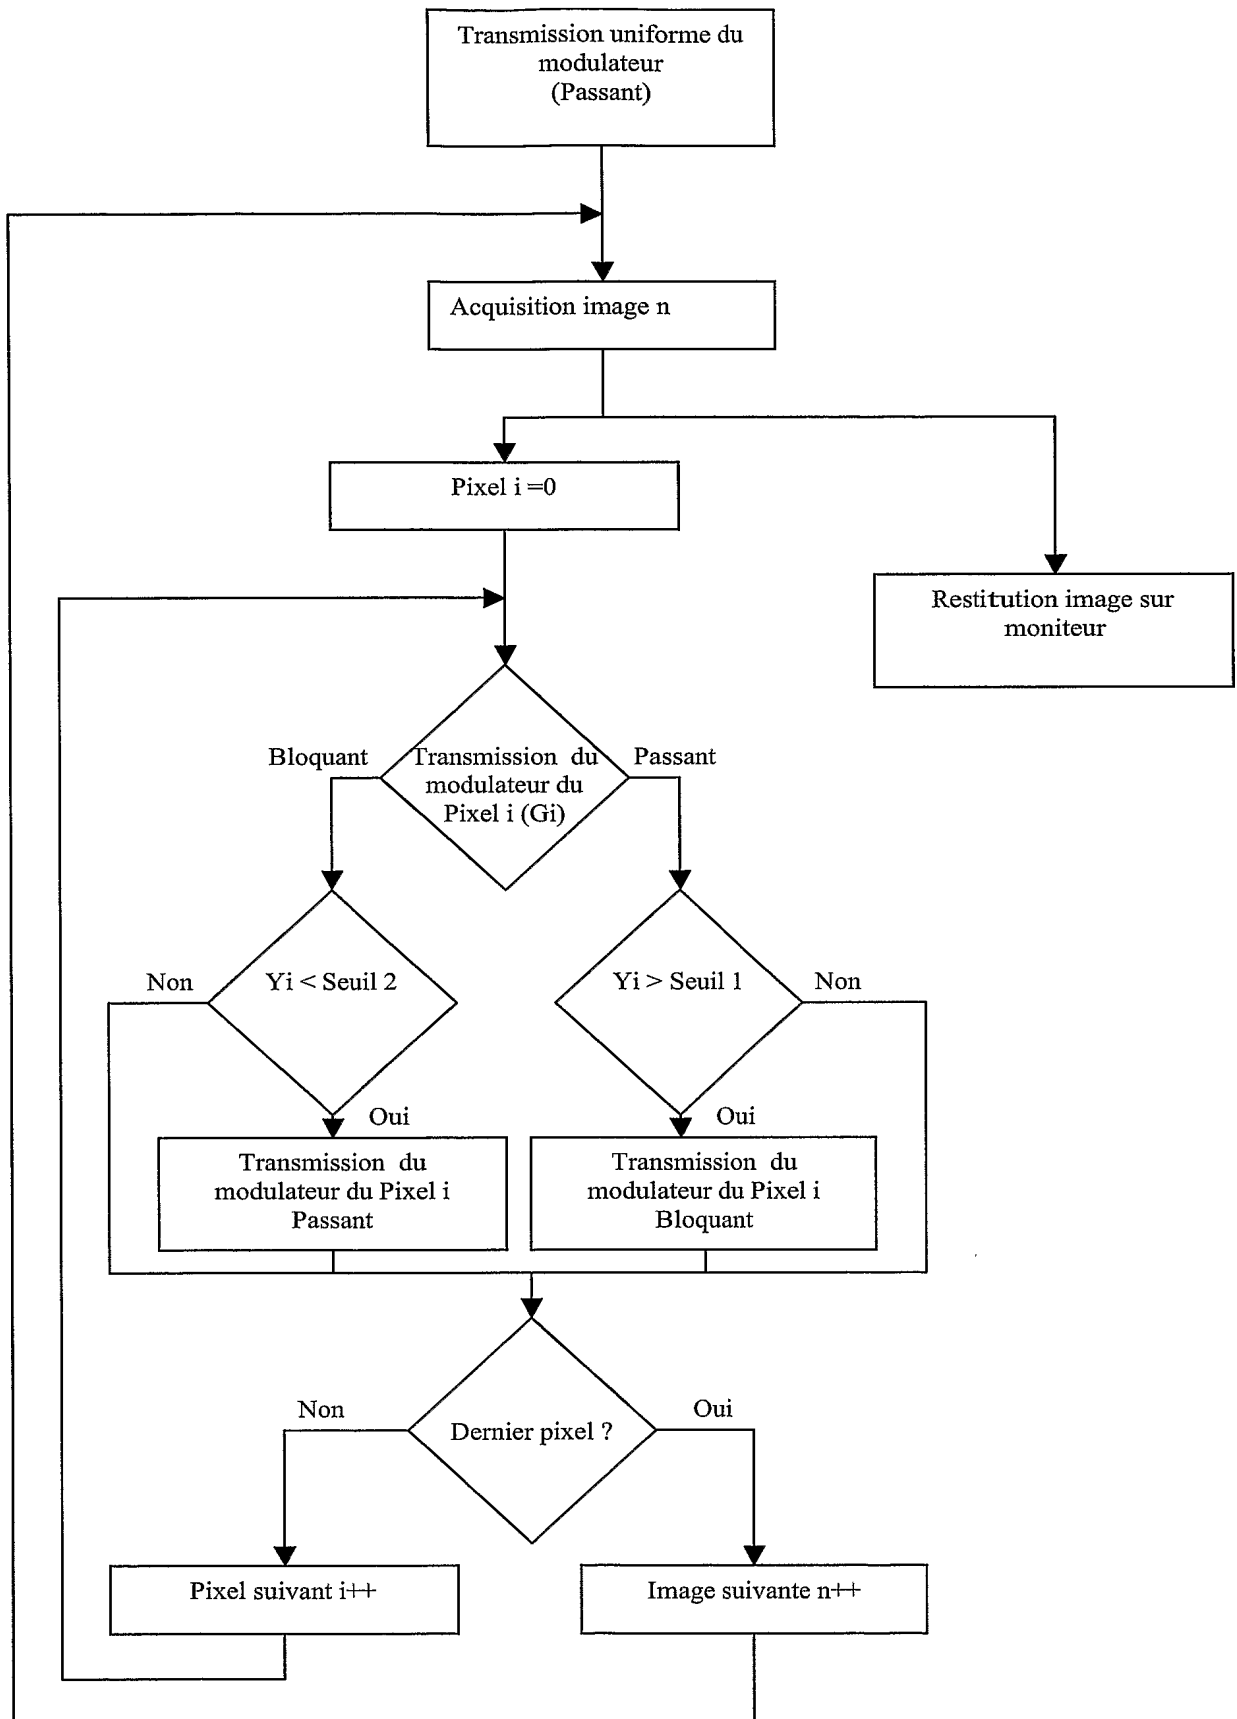 Transmission uniforme du
modulateur
(Passant)
Acquisition image n
Pixel i =0
Restitution image sur
moniteur
Bloquant
Transmission du
modulateur du
Pixel i (Gi)
Passant
Non
Yi < Seuil 2
Yi > Seuil 1
Non
Oui
Oui
Transmission du
modulateur du Pixel i
Passant
Transmission du
modulateur du Pixel i
Bloquant
Non
Dernier pixel ?
Oui
Pixel suivant i++
Image suivante n++